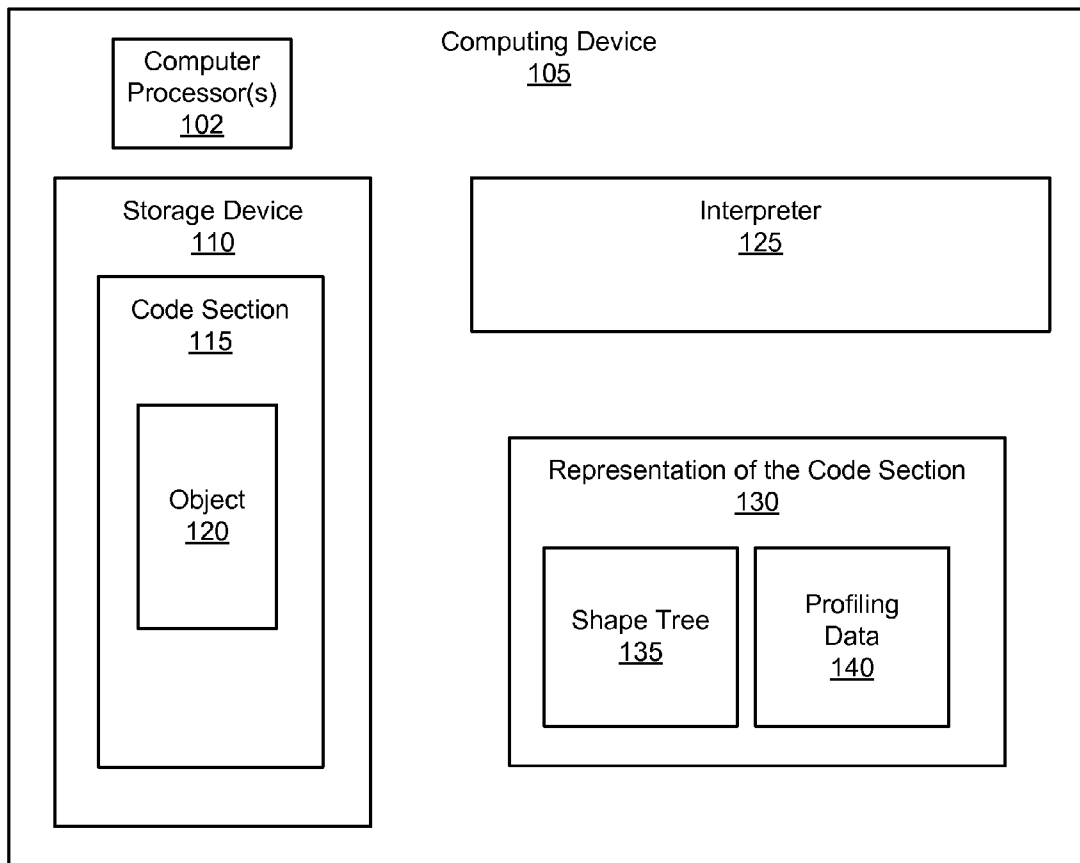 Computing Device
105
Computer
Processor(s)
102
Storage Device
110
Code Section
115
Object
120
Interpreter
125
Representation of the Code Section
130
Shape Tree
135
Profiling
Data
140